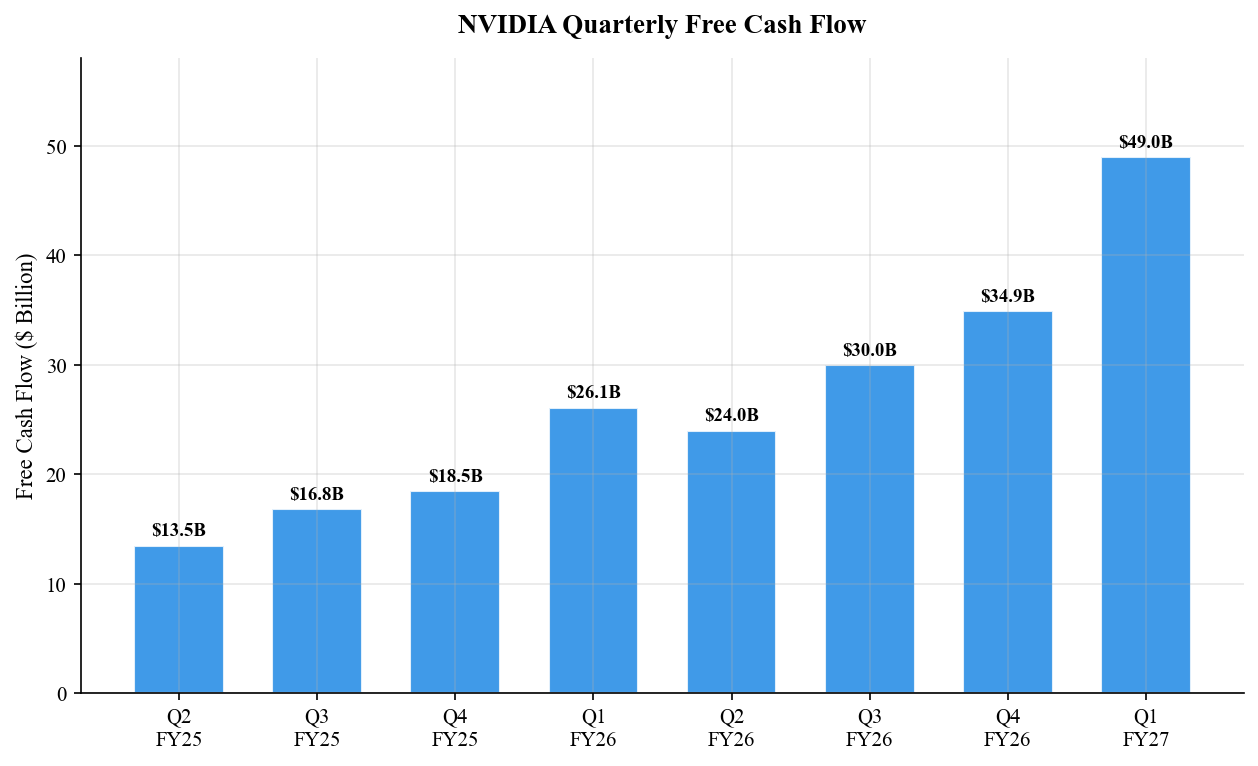 NVIDIA Quarterly Free Cash Flow
Free Cash Flow ($ Billion)
50
40
30
20
10
0
$13.5B
$16.8B
$18.5B
$26.1B
$24.0B
$30.0B
$34.9B
$49.0B
Q2
FY25
Q3
FY25
Q4
FY25
Q1
FY26
Q2
FY26
Q3
FY26
Q4
FY26
Q1
FY27